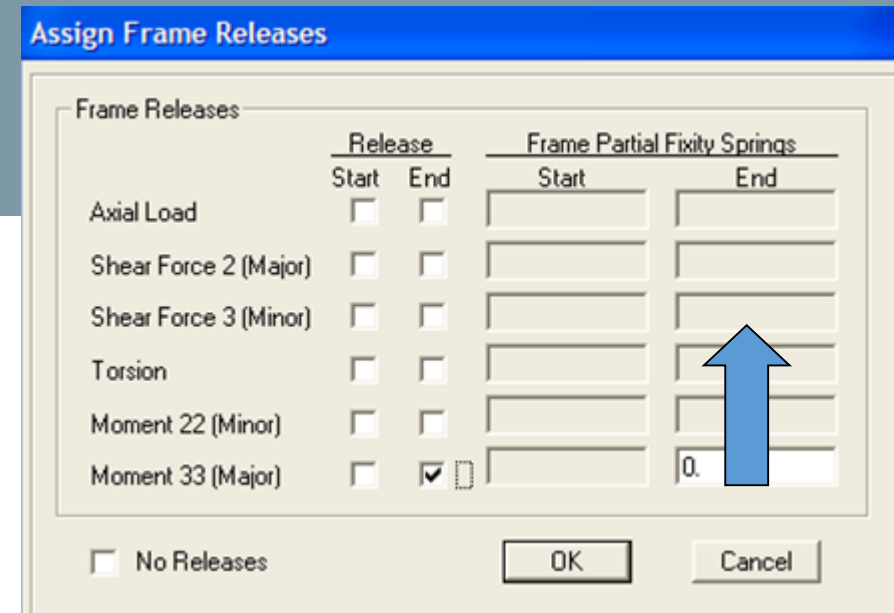 Assign Frame Releases
Frame Releases
Release Frame Partial Fixity Springs
Start End Start End
Axial Load
Shear Force 2 (Major)
Shear Force 3 (Minor)
Torsion
Moment 22 (Minor)
Moment 33 (Major) 0.
No Releases OK Cancel